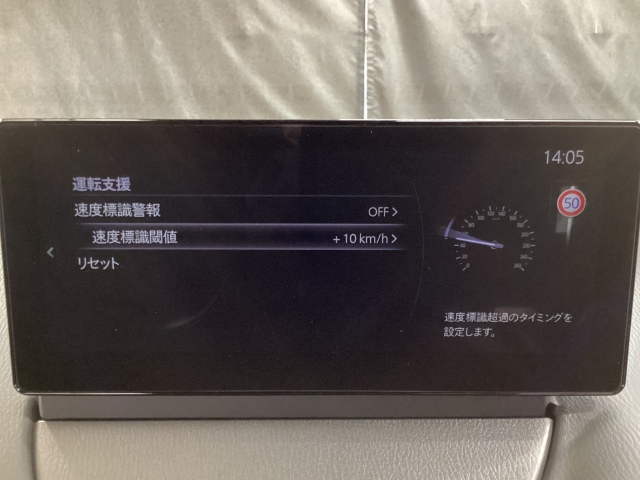 14:05
運転支援
速度標識警報 OFF
速度標識閾値 +10 km/h
リセット
50
速度標識超過のタイミングを
設定します。